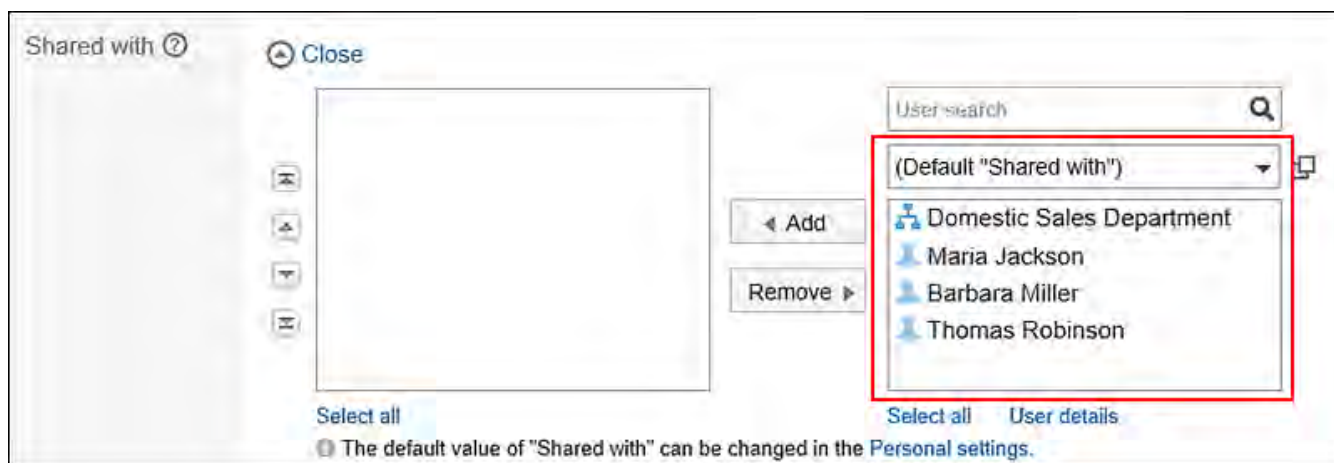 Shared with
Close
User search
(Default "Shared with")
Add
Remove
Domestic Sales Department
Maria Jackson
Barbara Miller
Thomas Robinson
Select all
Select all User details
The default value of "Shared with" can be changed in the Personal settings.